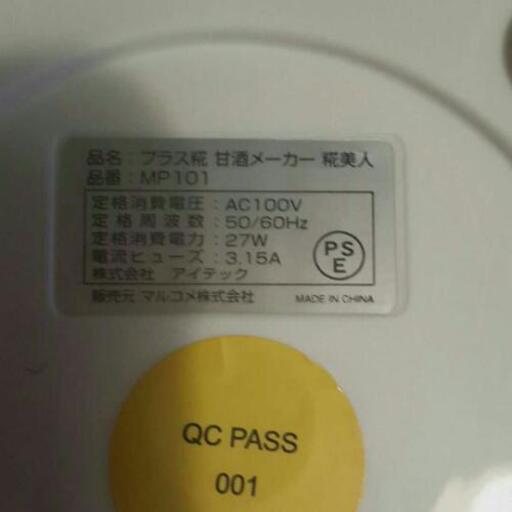 品名：プラス糀 甘酒メーカー 糀美人
品番：MP101
定格消費電圧：AC100V
定格周波数：50/60Hz
定格消費電力：27W
電流ヒューズ：3.15A
株式会社 アイテック
PSE
販売元 マルコメ株式会社 MADE IN CHINA
QC PASS
001